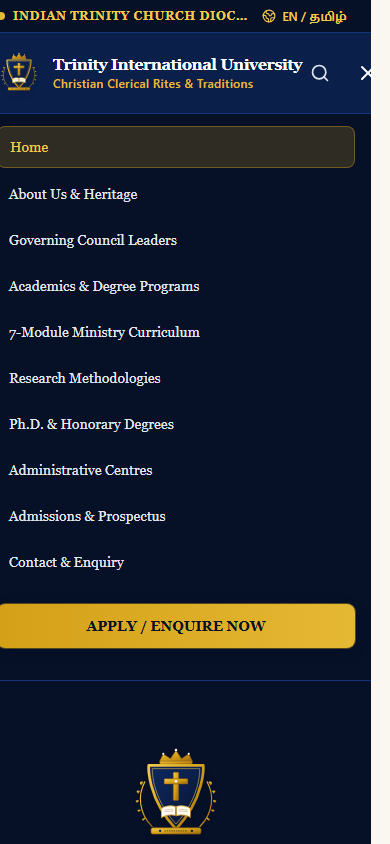 INDIAN TRINITY CHURCH DIOC...
EN / தமிழ்
Trinity International University
Christian Clerical Rites & Traditions
Home
About Us & Heritage
Governing Council Leaders
Academics & Degree Programs
7-Module Ministry Curriculum
Research Methodologies
Ph.D. & Honorary Degrees
Administrative Centres
Admissions & Prospectus
Contact & Enquiry
APPLY / ENQUIRE NOW